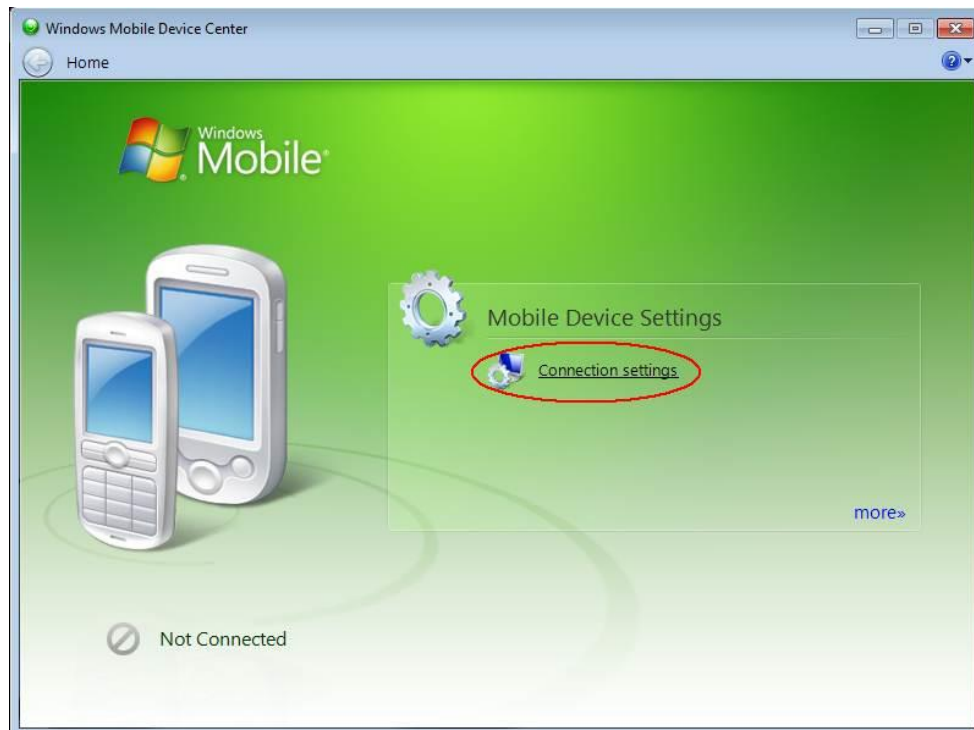 Windows Mobile Device Center
Home
Windows
Mobile®
Mobile Device Settings
Connection settings
more»
Not Connected